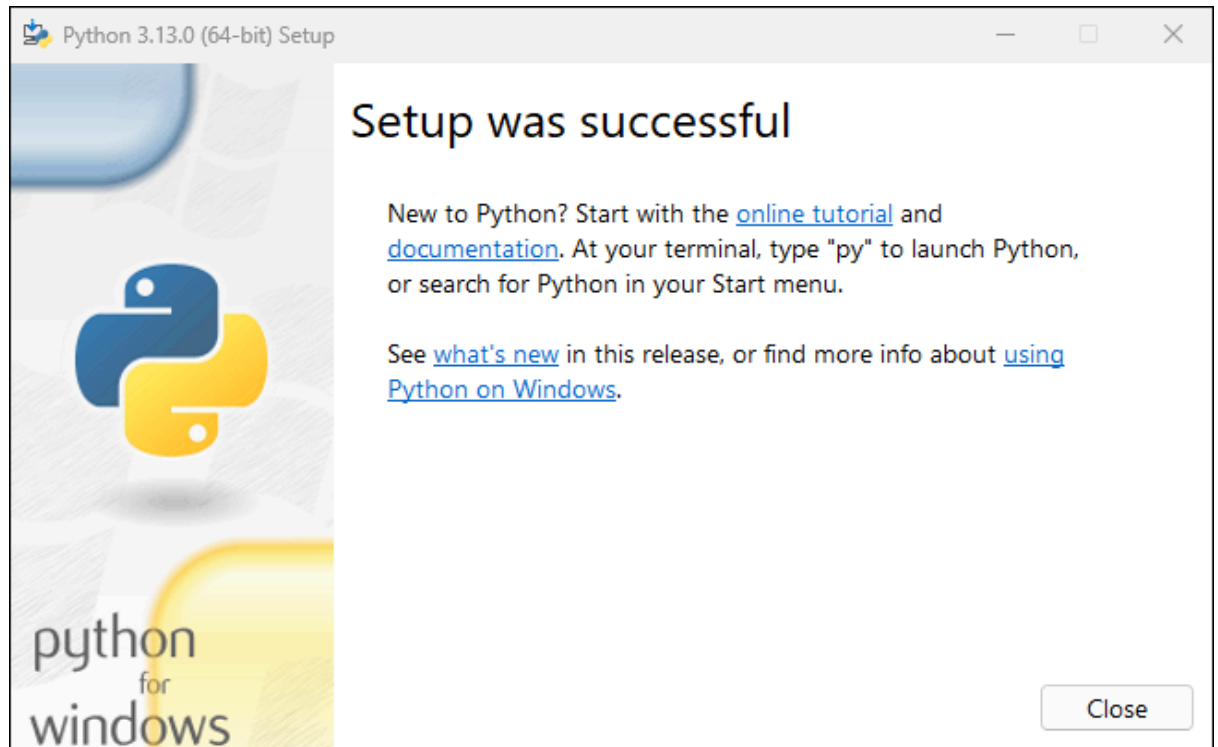 Python 3.13.0 (64-bit) Setup
Setup was successful
New to Python? Start with the online tutorial and
documentation. At your terminal, type "py" to launch Python,
or search for Python in your Start menu.
See what's new in this release, or find more info about using
Python on Windows.
python
for
windows
Close